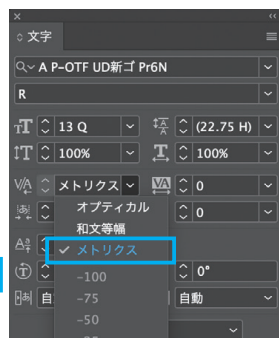 文字
A P-OTF UD新ゴ Pr6N
R
13 Q
(22.75 H)
100%
100%
メトリクス
0
オプティカル
0
和文等幅
メトリクス
-100
0°
-75
自
自動
-50